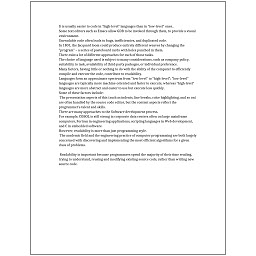 It is usually easier to code in "high-level" languages than in "low-level" ones.
Some text editors such as Emacs allow GDB to be invoked through them, to provide a visual
environment.
Unreadable code often leads to bugs, inefficiencies, and duplicated code.
In 1801, the Jacquard loom could produce entirely different weaves by changing the
"program" - a series of pasteboard cards with holes punched in them.
There exist a lot of different approaches for each of those tasks.
The choice of language used is subject to many considerations, such as company policy,
suitability to task, availability of third-party packages, or individual preference.
Many factors, having little or nothing to do with the ability of the computer to efficiently
compile and execute the code, contribute to readability.
Languages form an approximate spectrum from "low-level" to "high-level"; "low-level"
languages are typically more machine-oriented and faster to execute, whereas "high-level"
languages are more abstract and easier to use but execute less quickly.
Some of these factors include:
The presentation aspects of this (such as indents, line breaks, color highlighting, and so on)
are often handled by the source code editor, but the content aspects reflect the
programmer's talent and skills.
There are many approaches to the Software development process.
For example, COBOL is still strong in corporate data centers often on large mainframe
computers, Fortran in engineering applications, scripting languages in Web development,
and C in embedded software.
However, readability is more than just programming style.
The academic field and the engineering practice of computer programming are both largely
concerned with discovering and implementing the most efficient algorithms for a given
class of problems.
Readability is important because programmers spend the majority of their time reading,
trying to understand, reusing and modifying existing source code, rather than writing new
source code.